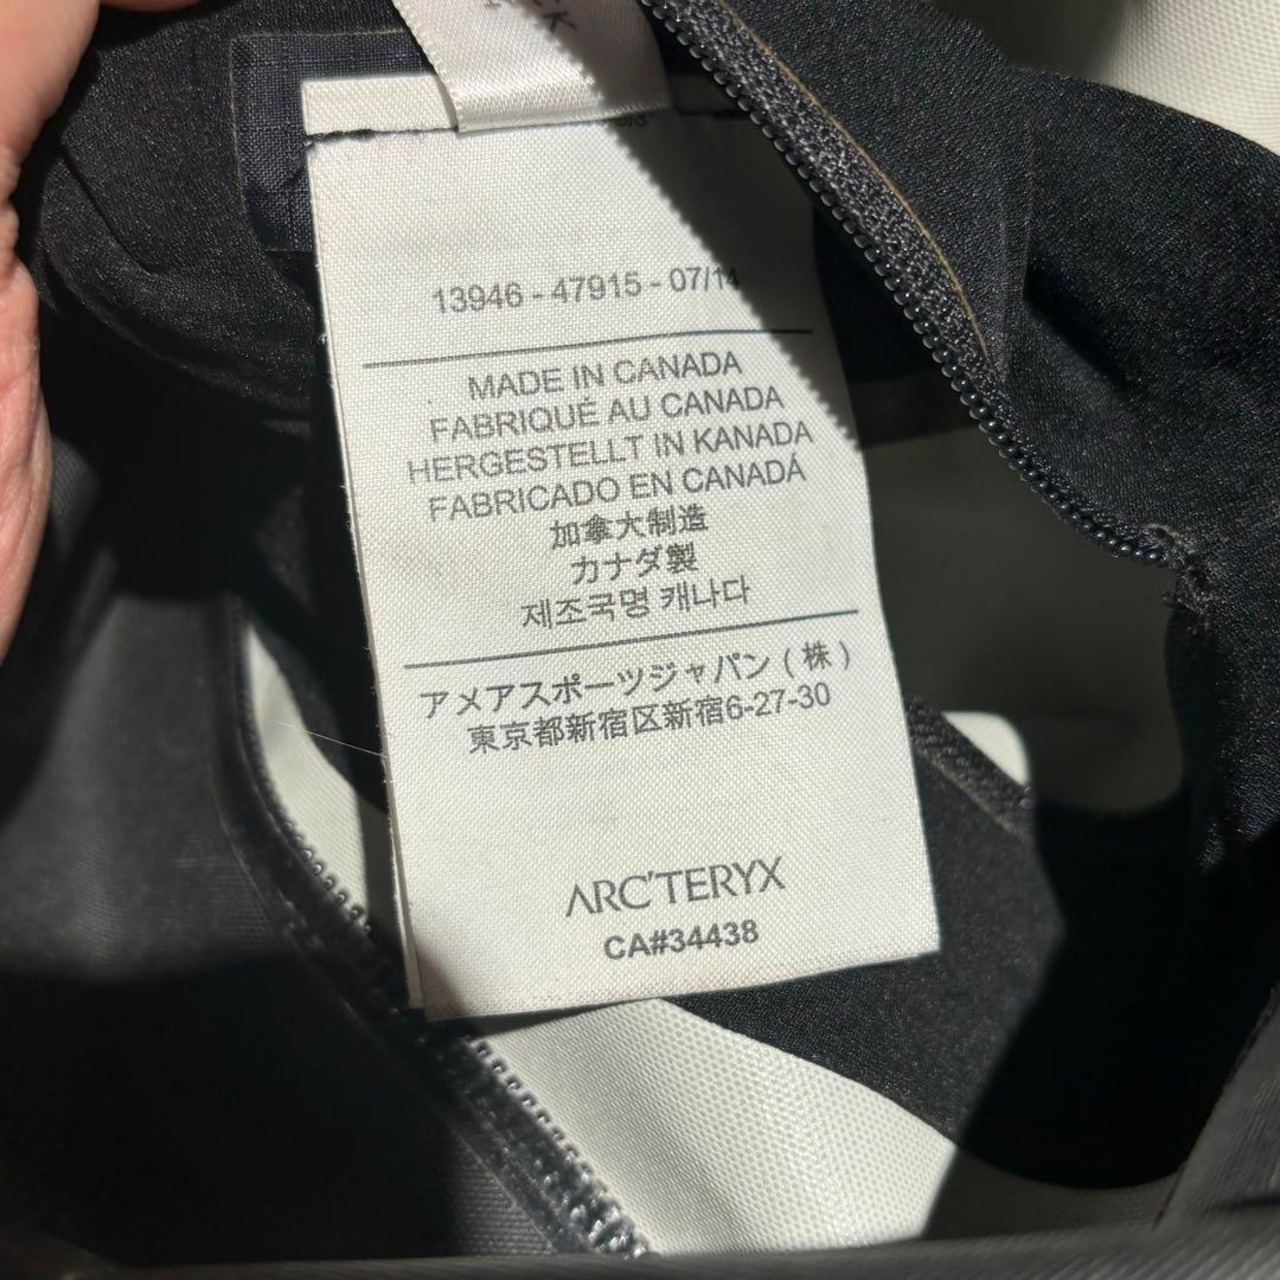 13946 - 47915 - 07/14
MADE IN CANADA
FABRIQUÉ AU CANADA
HERGESTELLT IN KANADA
FABRICADO EN CANADÁ
加拿大制造
カナダ製
제조국명 캐나다
アメアスポーツジャパン ( 株 )
東京都新宿区新宿6-27-30
ARC'TERYX
CA#34438